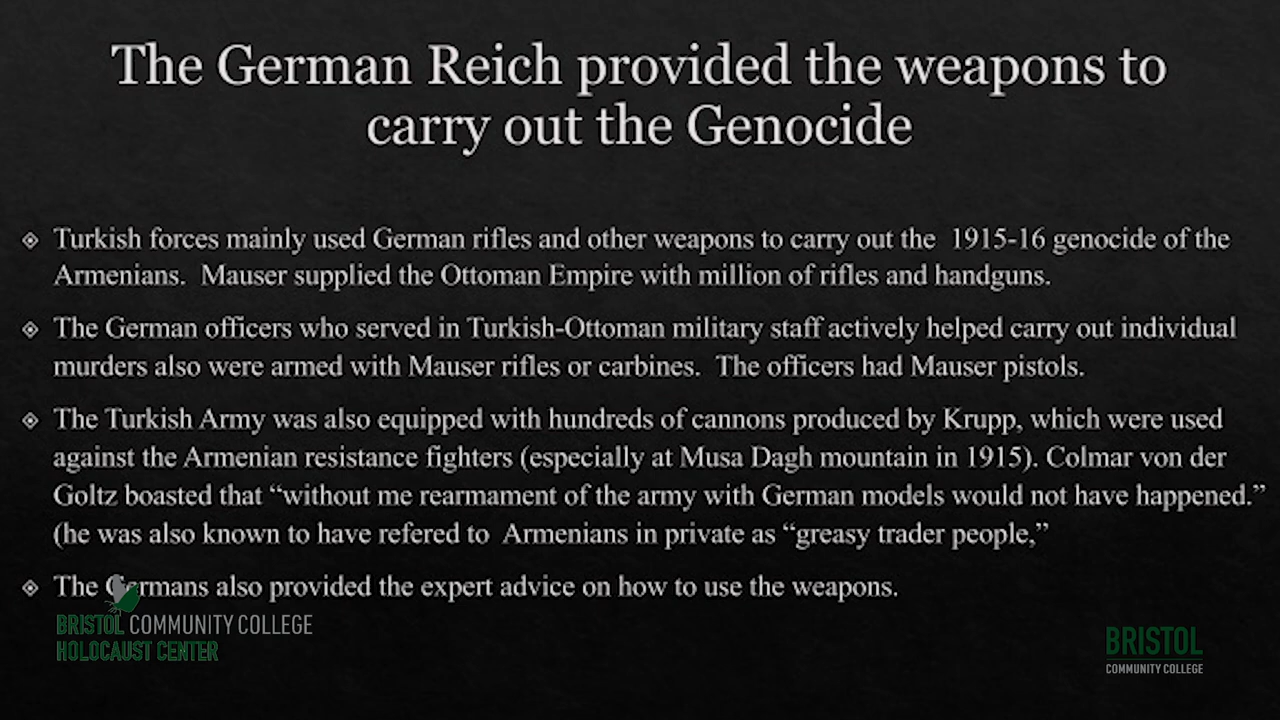 The German Reich provided the weapons to
carry out the Genocide
Turkish forces mainly used German rifles and other weapons to carry out the 1915-16 genocide of the
Armenians. Mauser supplied the Ottoman Empire with million of rifles and handguns.
The German officers who served in Turkish-Ottoman military staff actively helped carry out individual
murders also were armed with Mauser rifles or carbines. The officers had Mauser pistols.
The Turkish Army was also equipped with hundreds of cannons produced by Krupp, which were used
against the Armenian resistance fighters (especially at Musa Dagh mountain in 1915). Colmar von der
Goltz boasted that “without me rearmament of the army with German models would not have happened.”
(he was also known to have refered to Armenians in private as “greasy trader people,”
The Germans also provided the expert advice on how to use the weapons.
BRISTOL COMMUNITY COLLEGE
HOLOCAUST CENTER
BRISTOL
COMMUNITY COLLEGE